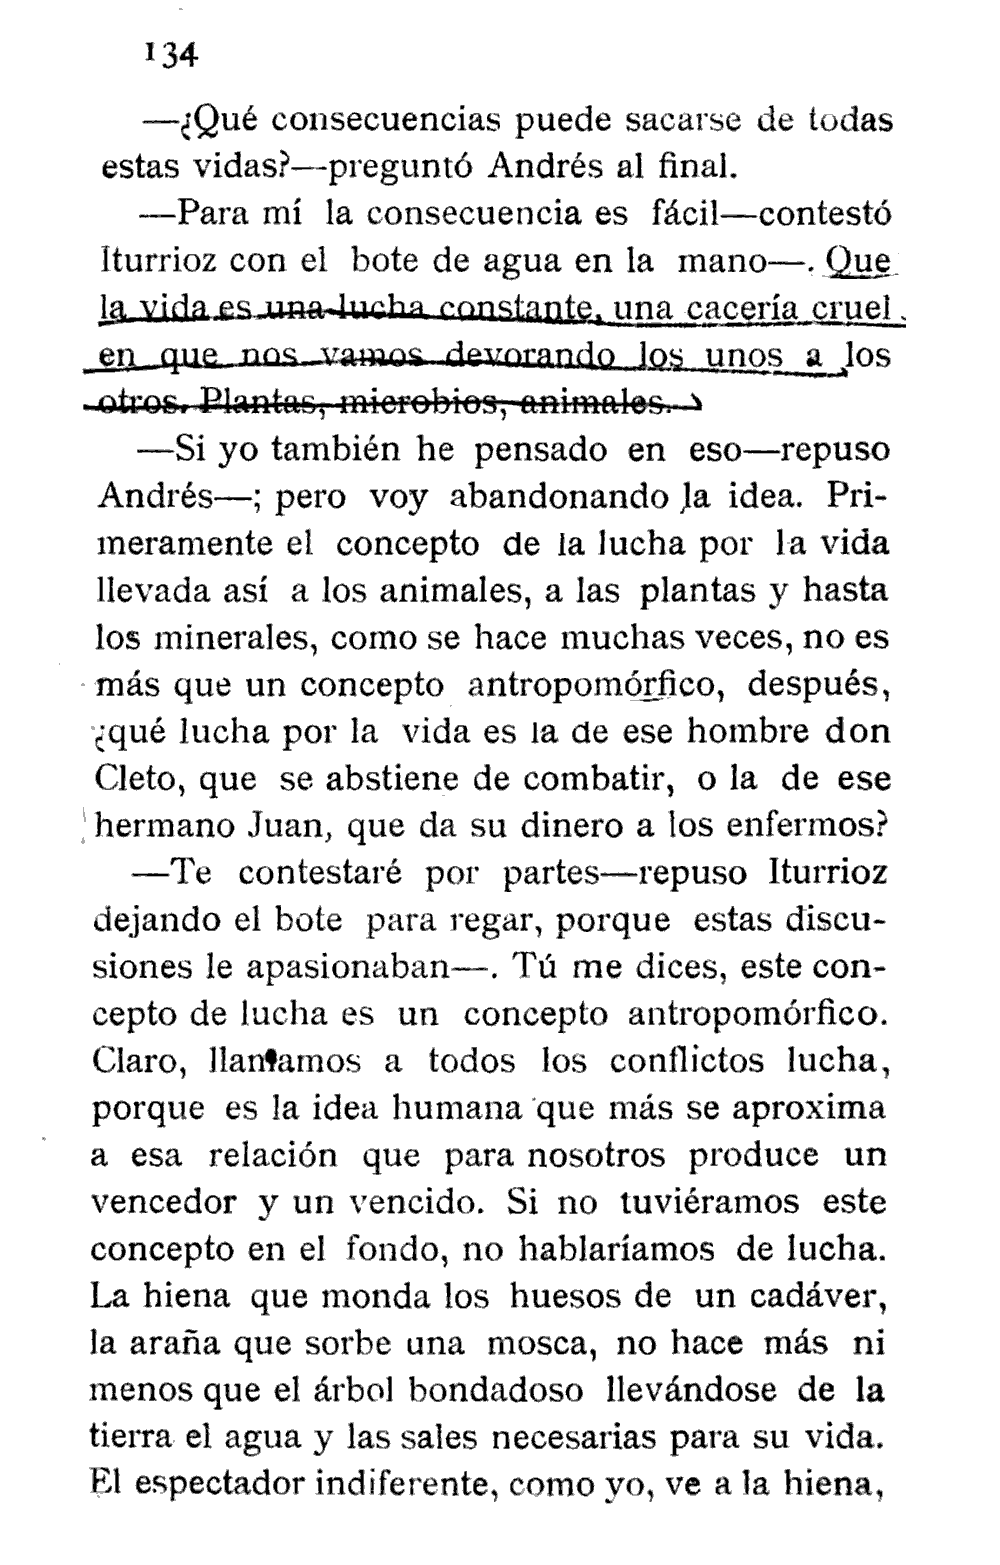 134
—¿Qué consecuencias puede sacarse de todas
estas vidas?—preguntó Andrés al final.
—Para mí la consecuencia es fácil—contestó
Iturrioz con el bote de agua en la mano—. Que
la vida es una lucha constante, una cacería cruel
en que nos vamos devorando los unos a los
otros. Plantas, microbios, animales.
—Si yo también he pensado en eso—repuso
Andrés—; pero voy abandonando la idea. Pri-
meramente el concepto de la lucha por la vida
llevada así a los animales, a las plantas y hasta
los minerales, como se hace muchas veces, no es
más que un concepto antropomórfico, después,
¿qué lucha por la vida es la de ese hombre don
Cleto, que se abstiene de combatir, o la de ese
hermano Juan, que da su dinero a los enfermos?
—Te contestaré por partes—repuso Iturrioz
dejando el bote para regar, porque estas discu-
siones le apasionaban—. Tú me dices, este con-
cepto de lucha es un concepto antropomórfico.
Claro, llamamos a todos los conflictos lucha,
porque es la idea humana que más se aproxima
a esa relación que para nosotros produce un
vencedor y un vencido. Si no tuviéramos este
concepto en el fondo, no hablaríamos de lucha.
La hiena que monda los huesos de un cadáver,
la araña que sorbe una mosca, no hace más ni
menos que el árbol bondadoso llevándose de la
tierra el agua y las sales necesarias para su vida.
El espectador indiferente, como yo, ve a la hiena,